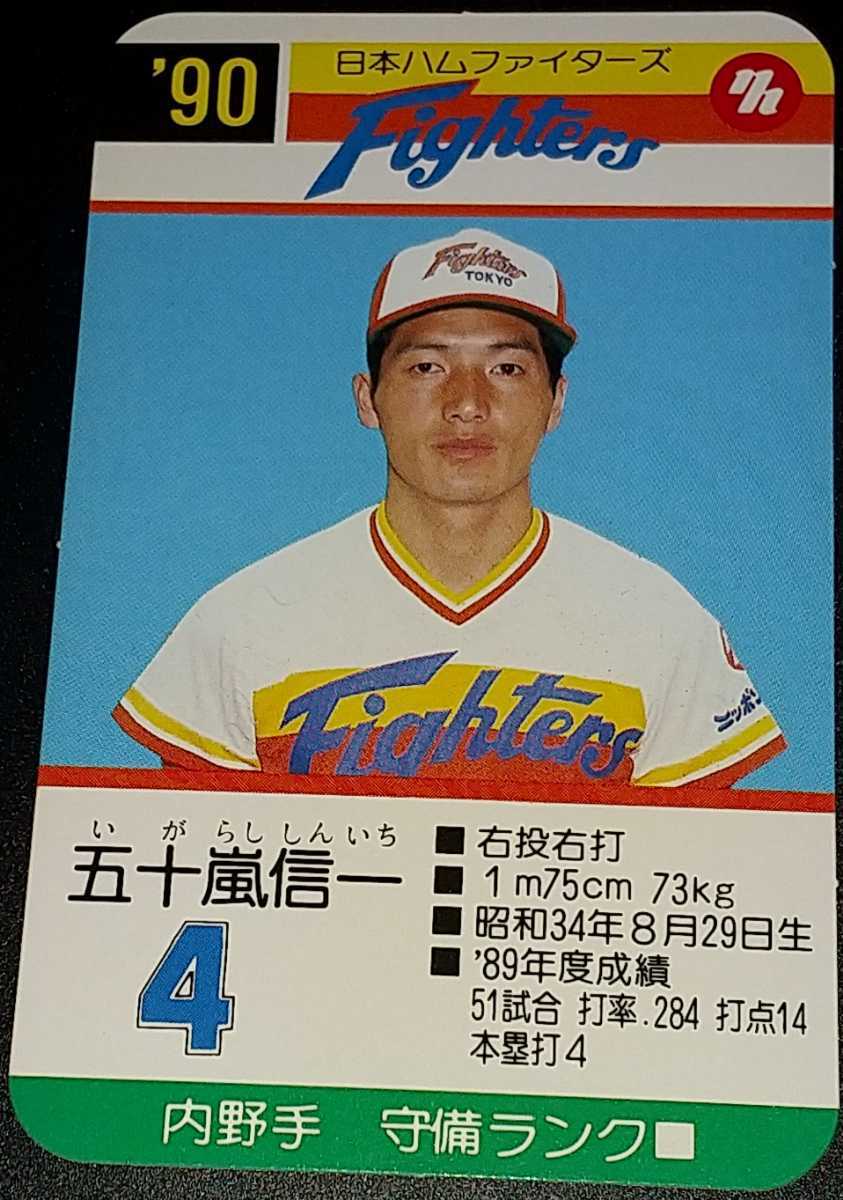 '90
日本ハムファイターズ
Fighters
Fighters
TOKYO
Fighters
い が らし しん いち
五十嵐信一
4
■ 右投右打
■ 1m75cm 73kg
■ 昭和34年8月29日生
■ '89年度成績
51試合 打率.284 打点14
本塁打4
内野手 守備ランク■